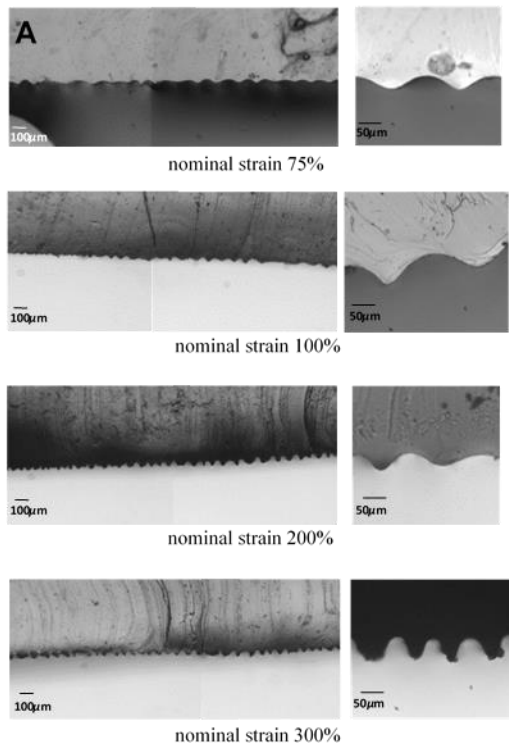 A
100µm
50µm
nominal strain 75%
100µm
50µm
nominal strain 100%
100µm
50µm
nominal strain 200%
100µm
50µm
nominal strain 300%